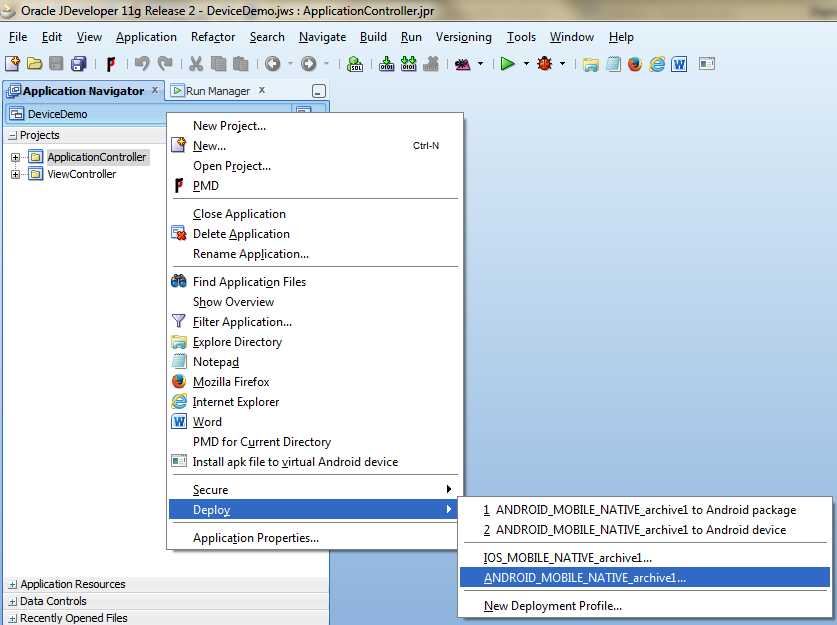 Oracle JDeveloper 11g Release 2 - DeviceDemo.jws : ApplicationController.jpr
File Edit View Application Refactor Search Navigate Build Run Versioning Tools Window Help
Application Navigator x Run Manager x
DeviceDemo
Projects
ApplicationController
ViewController
New Project...
New... Ctrl-N
Open Project...
PMD
Close Application
Delete Application
Rename Application...
Find Application Files
Show Overview
Filter Application...
Explore Directory
Notepad
Mozilla Firefox
Internet Explorer
W Word
PMD for Current Directory
Install apk file to virtual Android device
Secure
Deploy
Application Properties...
1 ANDROID_MOBILE_NATIVE_archive1 to Android package
2 ANDROID_MOBILE_NATIVE_archive1 to Android device
IOS_MOBILE_NATIVE_archive1...
ANDROID_MOBILE_NATIVE_archive1...
New Deployment Profile...
Application Resources
Data Controls
Recently Opened Files